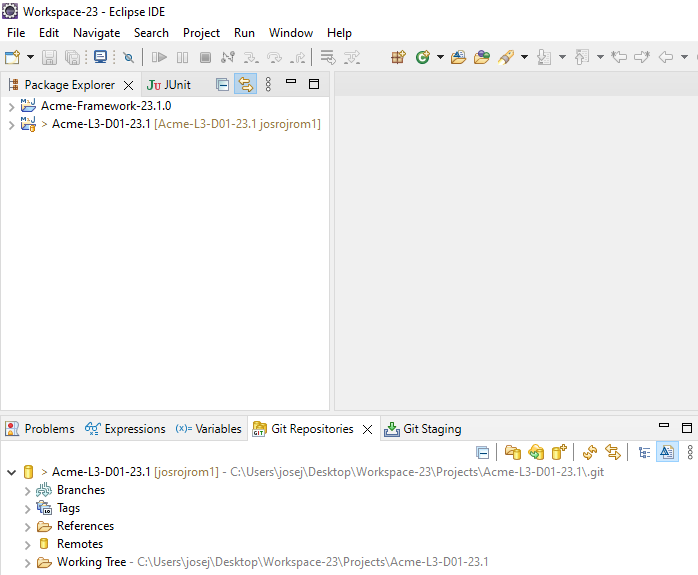 Workspace-23 - Eclipse IDE
File Edit Navigate Search Project Run Window Help
Package Explorer JUnit
Acme-Framework-23.1.0
> Acme-L3-D01-23.1 [Acme-L3-D01-23.1 josrojrom1]
Problems Expressions (x)= Variables Git Repositories Git Staging
> Acme-L3-D01-23.1 [josrojrom1] - C:\Users\josej\Desktop\Workspace-23\Projects\Acme-L3-D01-23.1\.git
Branches
Tags
References
Remotes
Working Tree - C:\Users\josej\Desktop\Workspace-23\Projects\Acme-L3-D01-23.1